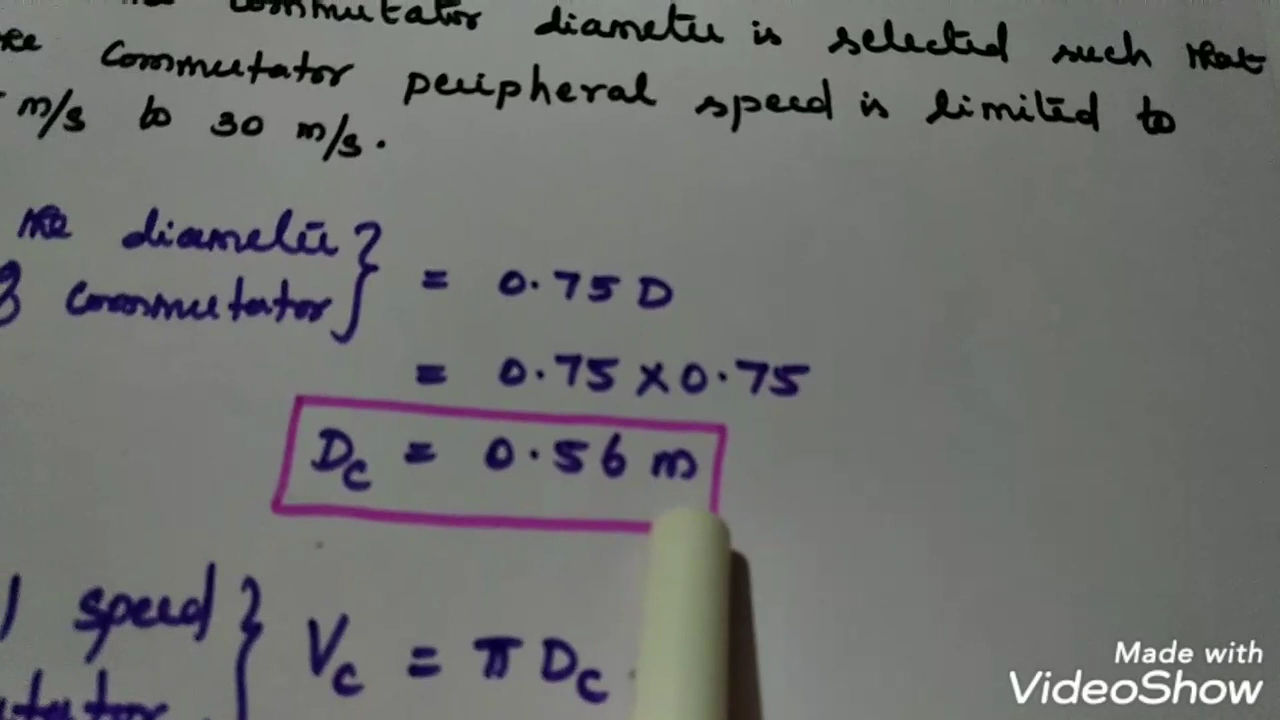 commutator diameter is selected such that
commutator peripheral speed is limited to
m/s to 30 m/s.
the diameter } = 0.75 D
commutator
= 0.75 x 0.75
Dc = 0.56 m
speed } Vc = π Dc
Made with
VideoShow